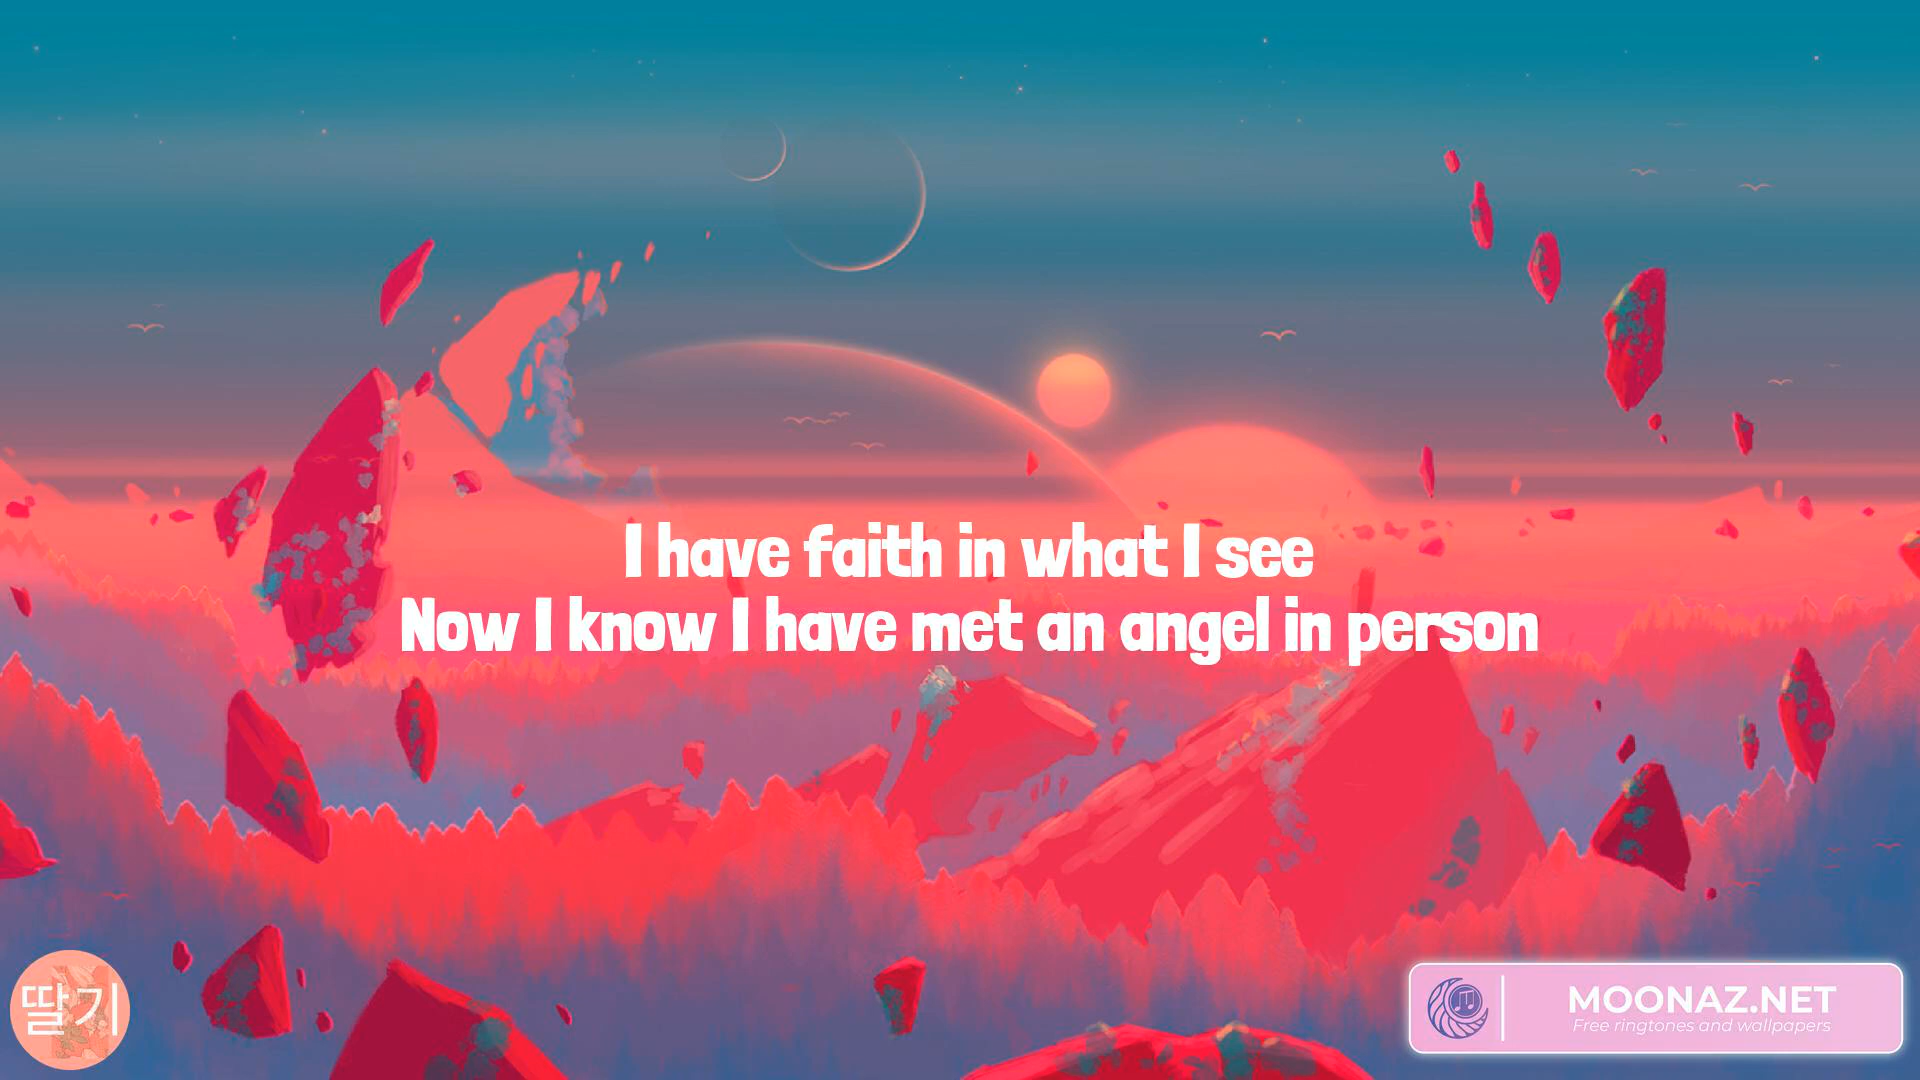 I have faith in what I see
Now I know I have met an angel in person
딸기
MOONAZ.NET
Free ringtones and wallpapers